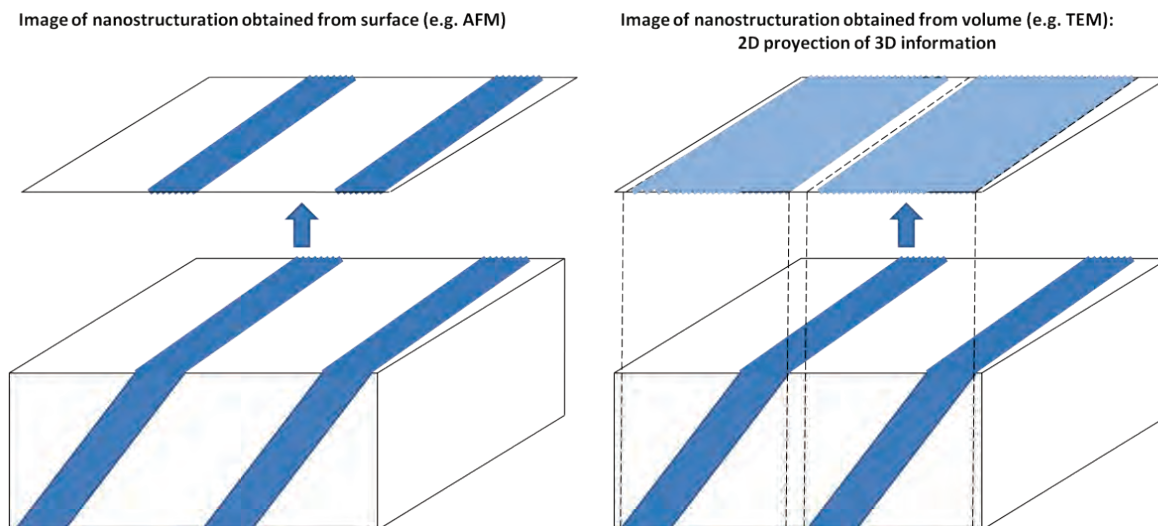 Image of nanostructuration obtained from surface (e.g. AFM)
Image of nanostructuration obtained from volume (e.g. TEM):
2D proyection of 3D information